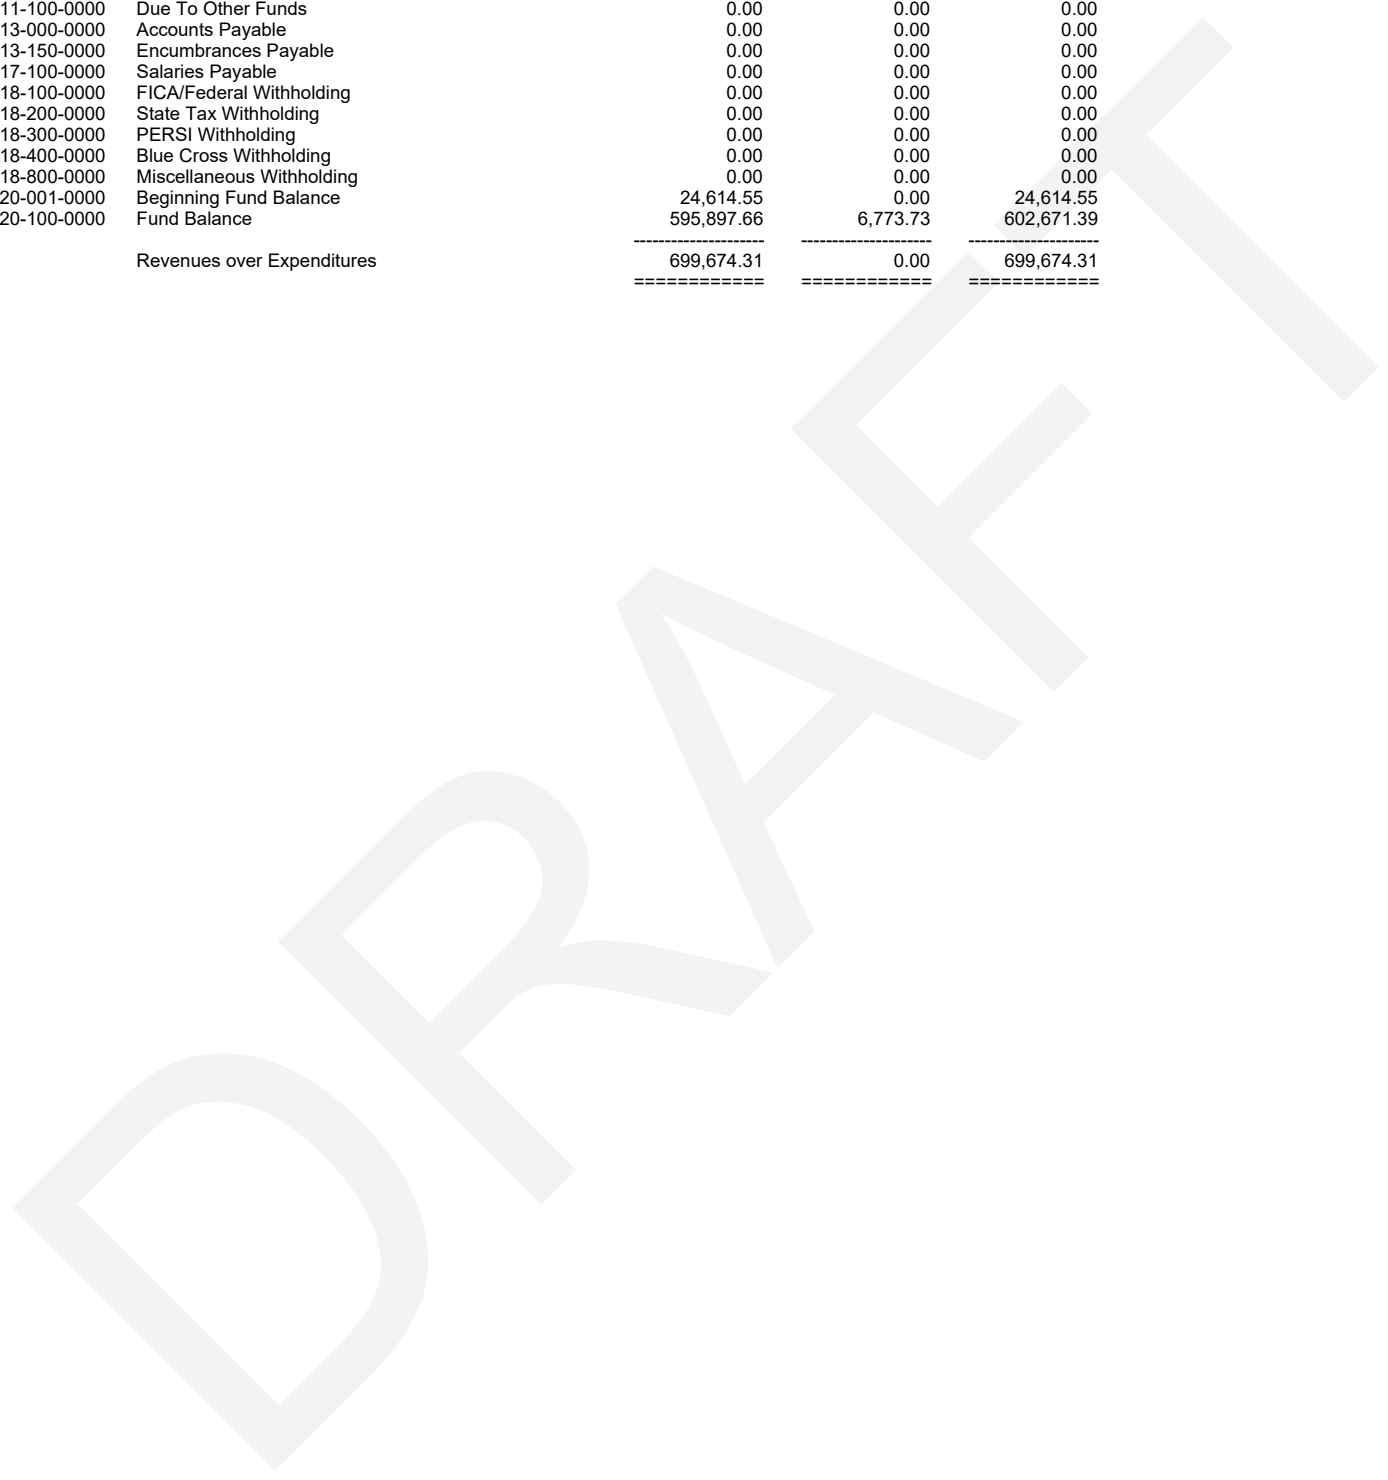 11-100-0000 Due To Other Funds 0.00 0.00 0.00
13-000-0000 Accounts Payable 0.00 0.00 0.00
13-150-0000 Encumbrances Payable 0.00 0.00 0.00
17-100-0000 Salaries Payable 0.00 0.00 0.00
18-100-0000 FICA/Federal Withholding 0.00 0.00 0.00
18-200-0000 State Tax Withholding 0.00 0.00 0.00
18-300-0000 PERSI Withholding 0.00 0.00 0.00
18-400-0000 Blue Cross Withholding 0.00 0.00 0.00
18-800-0000 Miscellaneous Withholding 0.00 0.00 0.00
20-001-0000 Beginning Fund Balance 24,614.55 0.00 24,614.55
20-100-0000 Fund Balance 595,897.66 6,773.73 602,671.39
--------------------- --------------------- ---------------------
Revenues over Expenditures 699,674.31 0.00 699,674.31
============ ============ ============
DRAFT